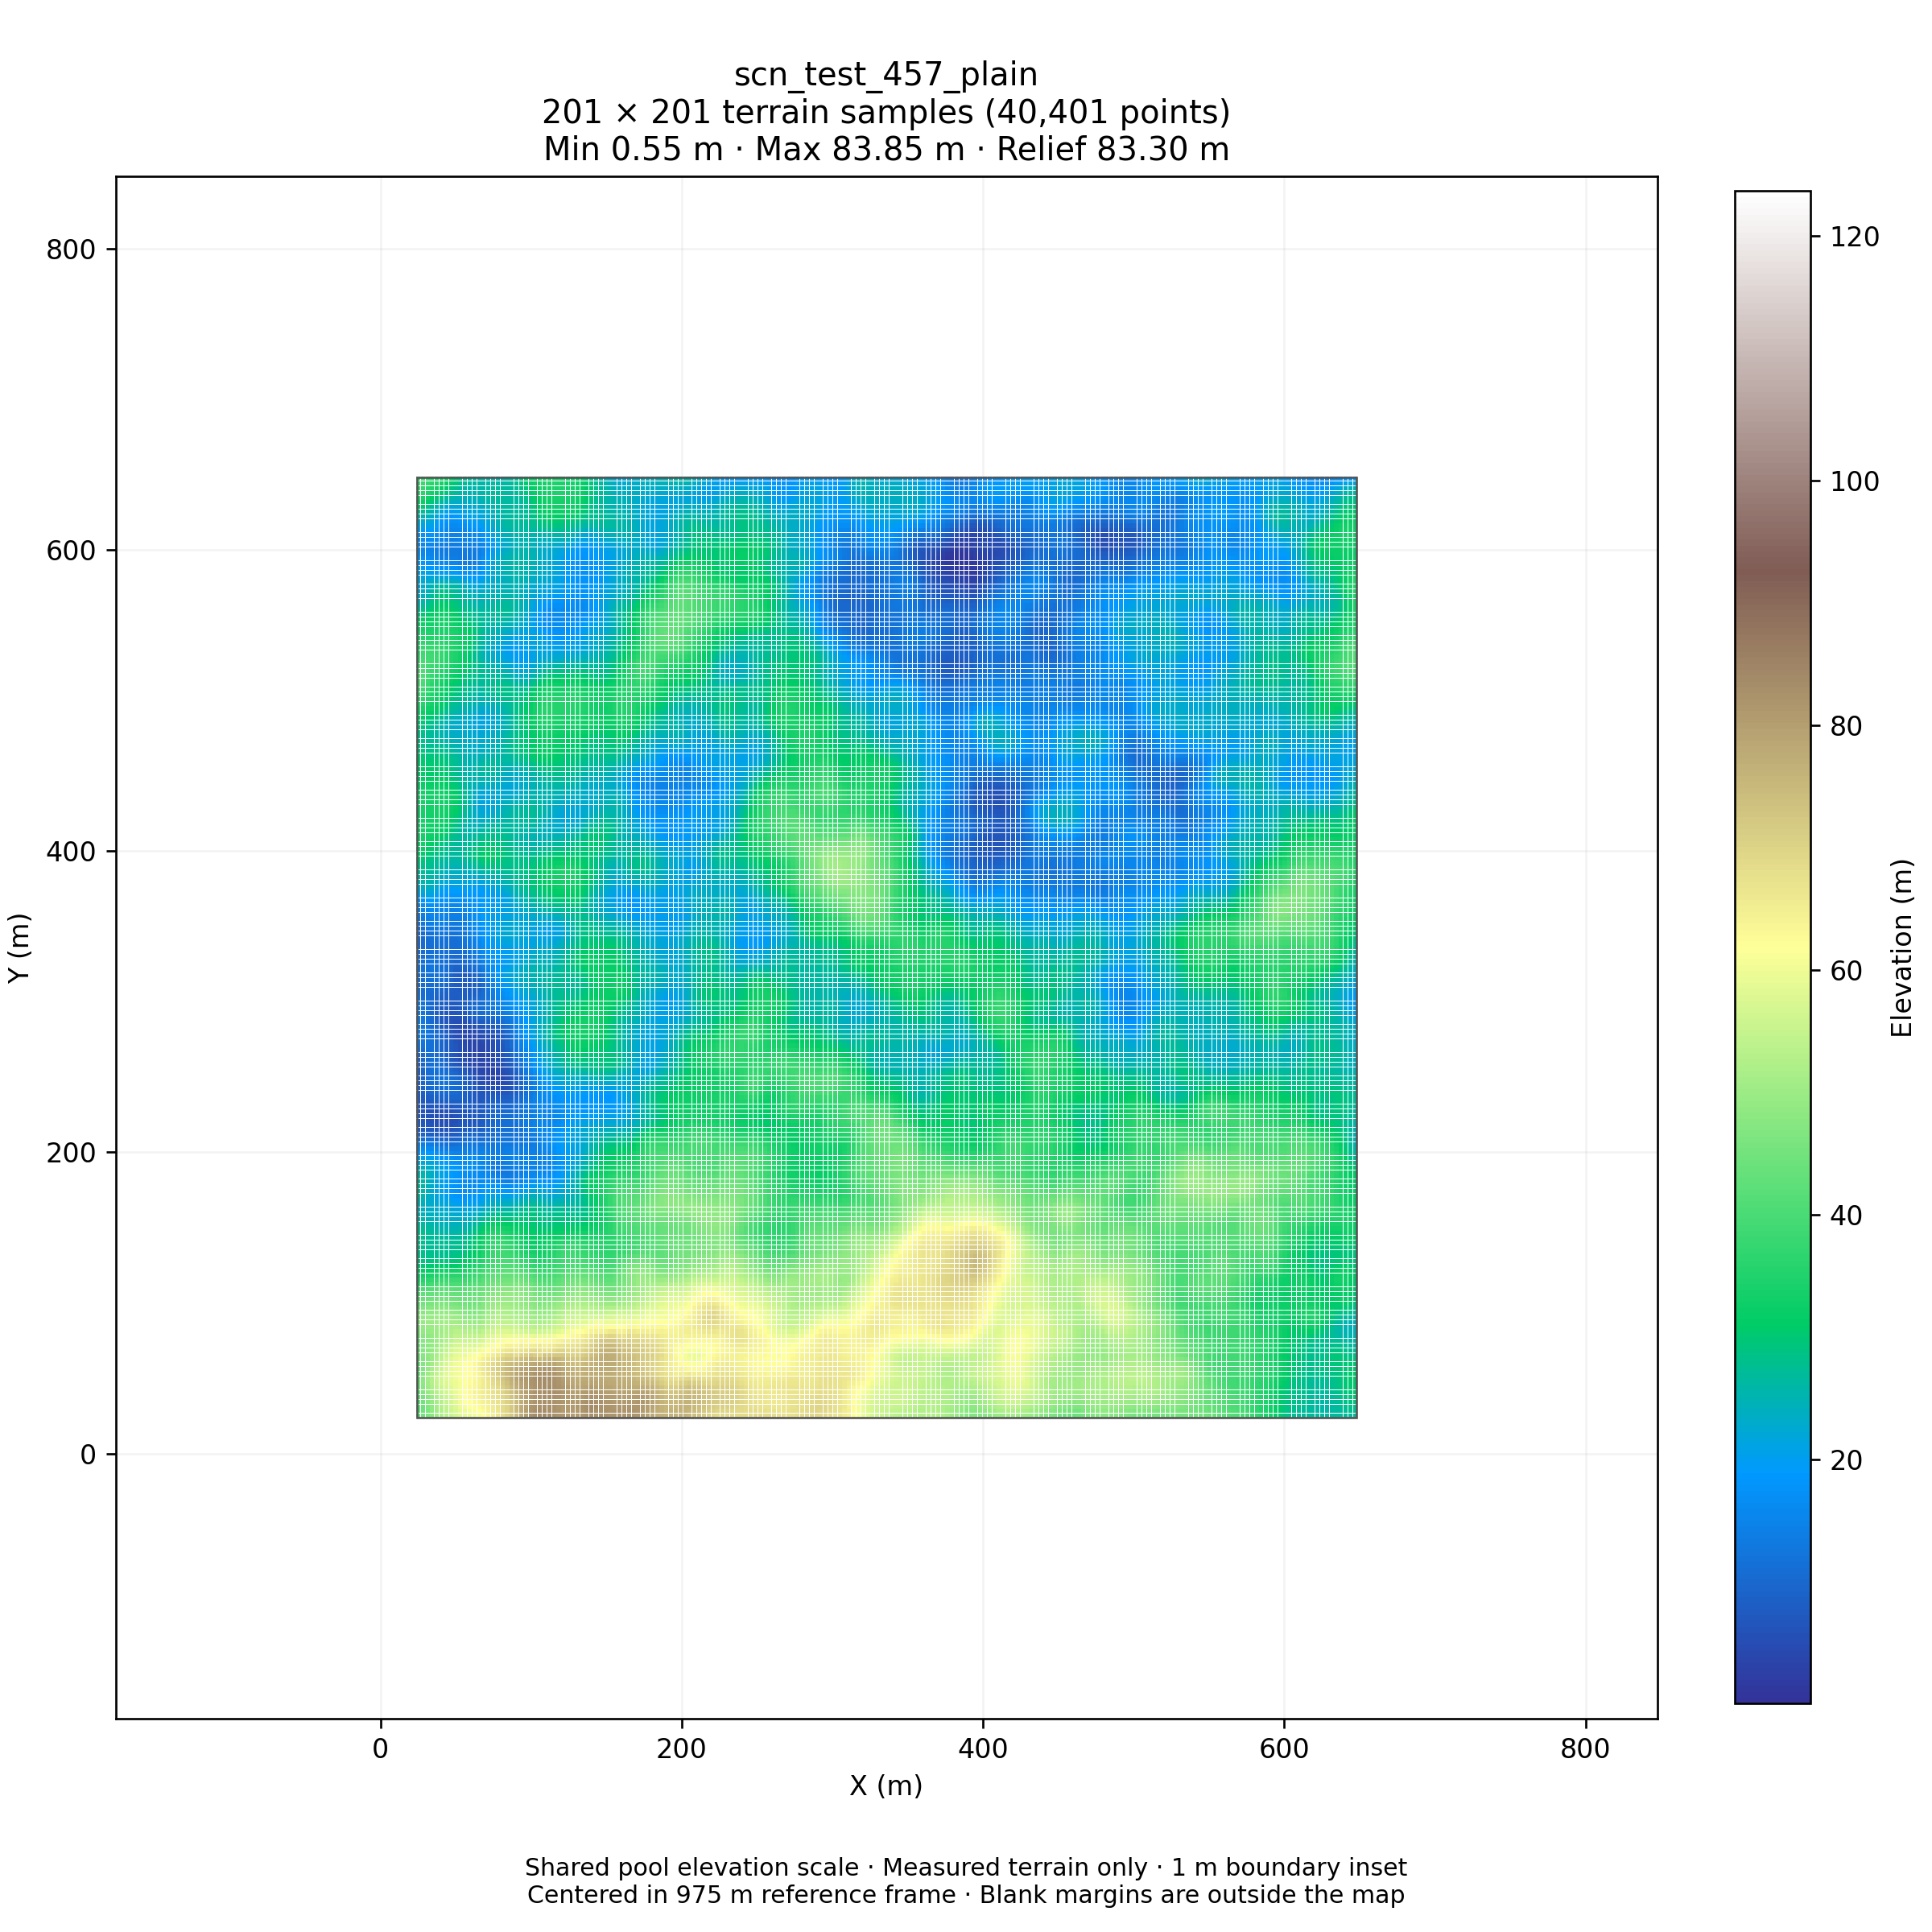 scn_test_457_plain
201 × 201 terrain samples (40,401 points)
Min 0.55 m · Max 83.85 m · Relief 83.30 m
800
600
400
200
0
Y (m)
0
200
400
600
800
X (m)
120
100
80
60
40
20
Elevation (m)
Shared pool elevation scale · Measured terrain only · 1 m boundary inset
Centered in 975 m reference frame · Blank margins are outside the map